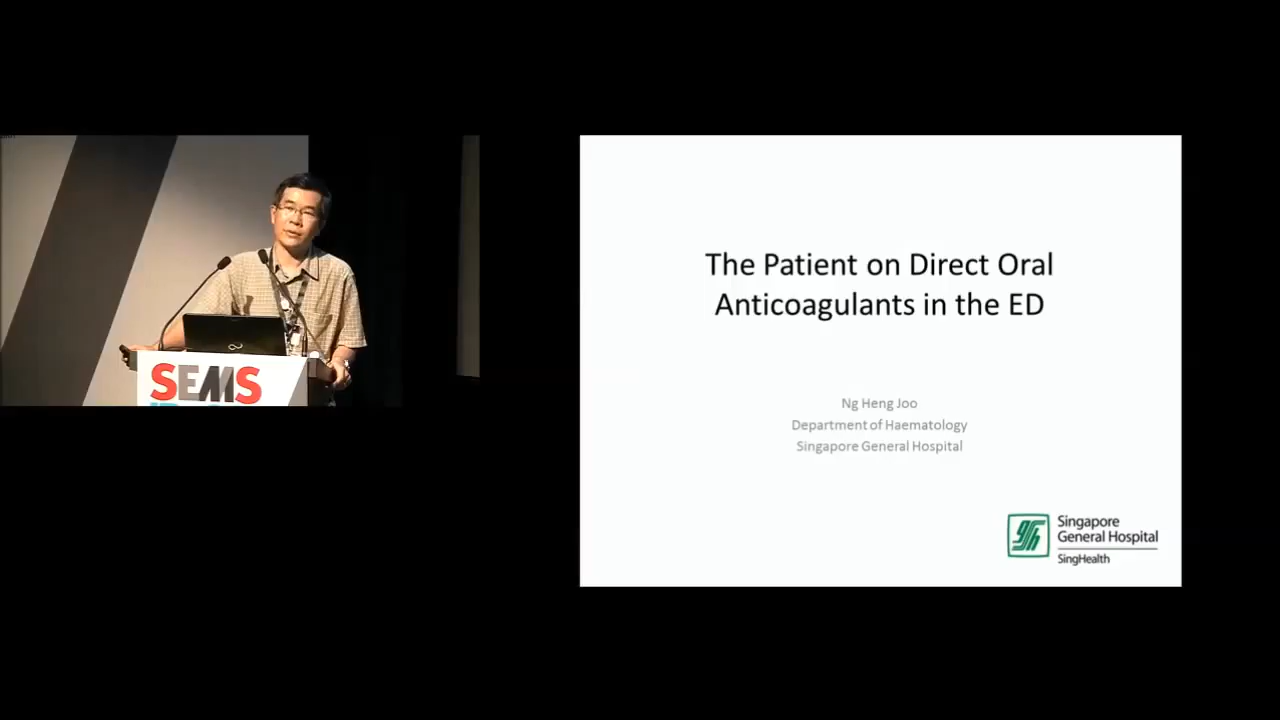 SEMS
The Patient on Direct Oral
Anticoagulants in the ED
Ng Heng Joo
Department of Haematology
Singapore General Hospital
Singapore
General Hospital
SingHealth